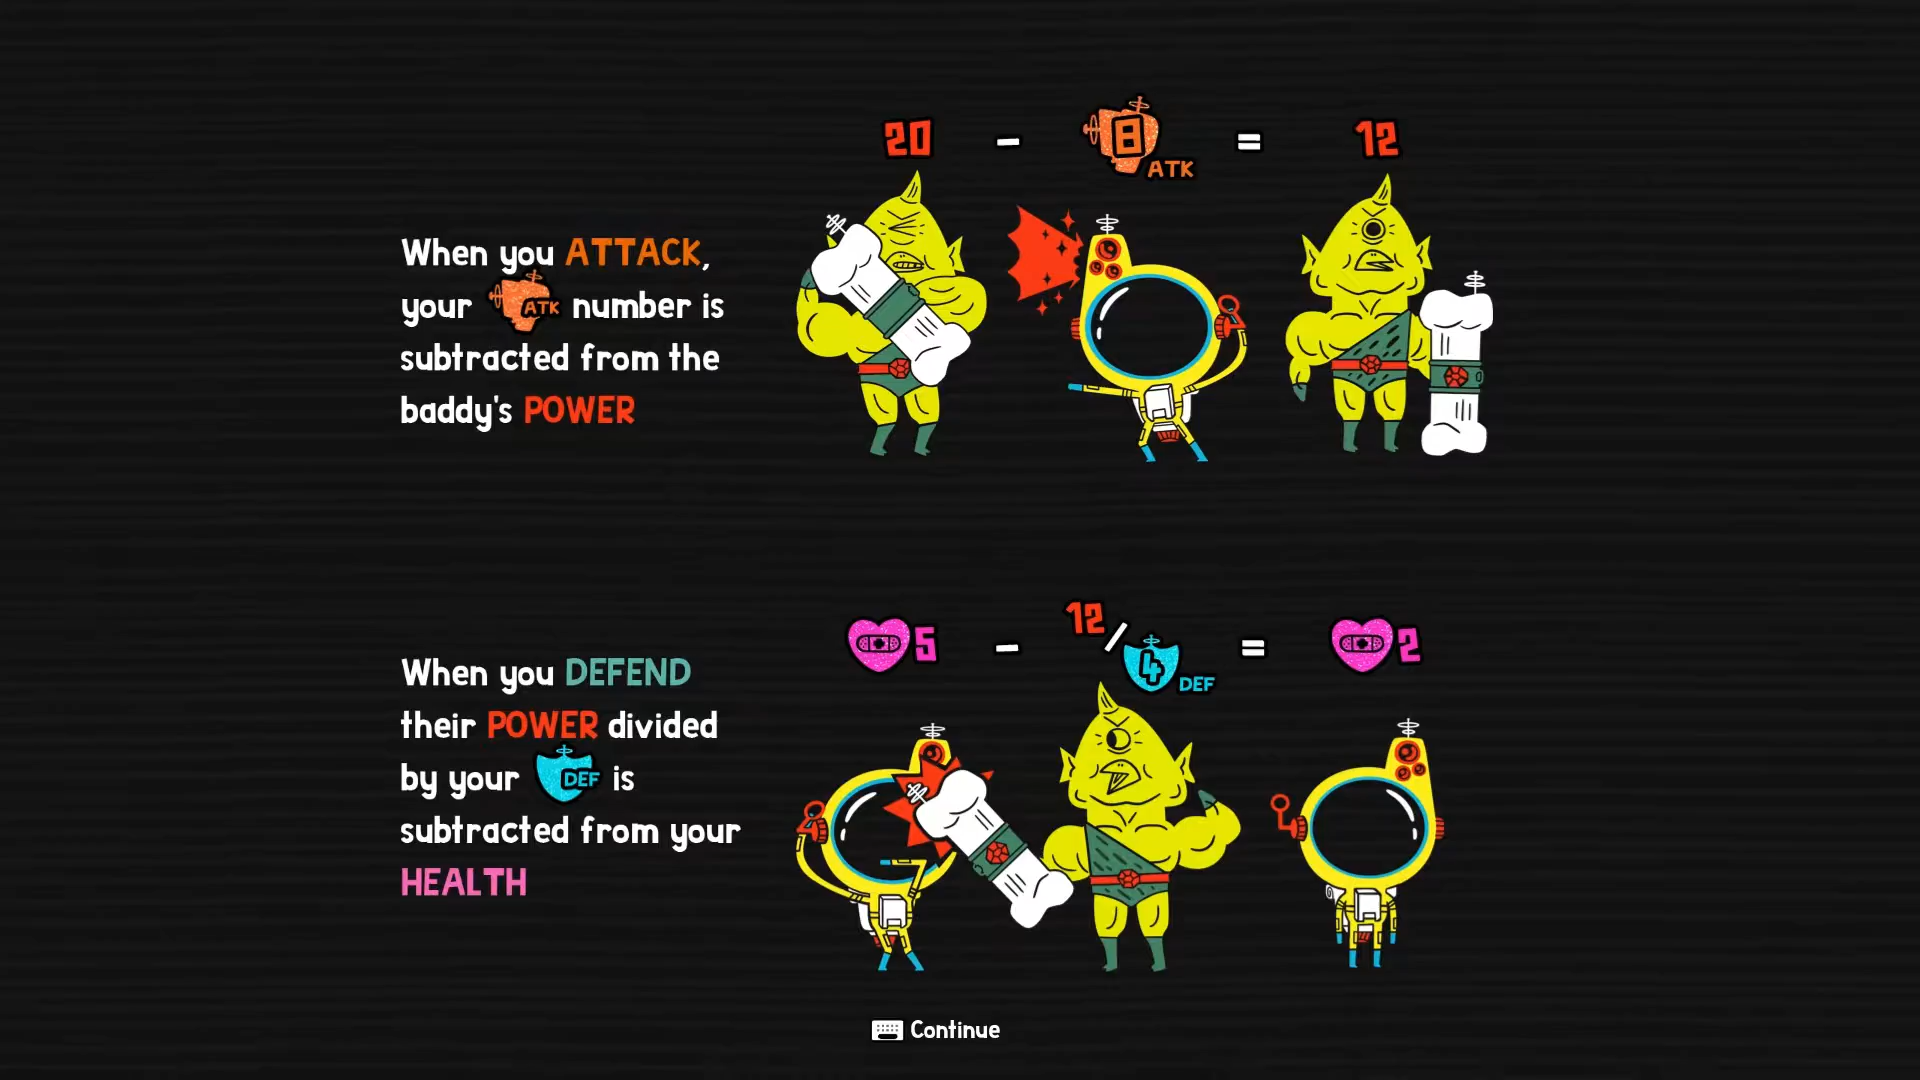 20 - 8 ATK = 12
When you ATTACK,
your ATK number is
subtracted from the
baddy's POWER
5 - 12 / 4 DEF = 2
When you DEFEND
their POWER divided
by your DEF is
subtracted from your
HEALTH
Continue